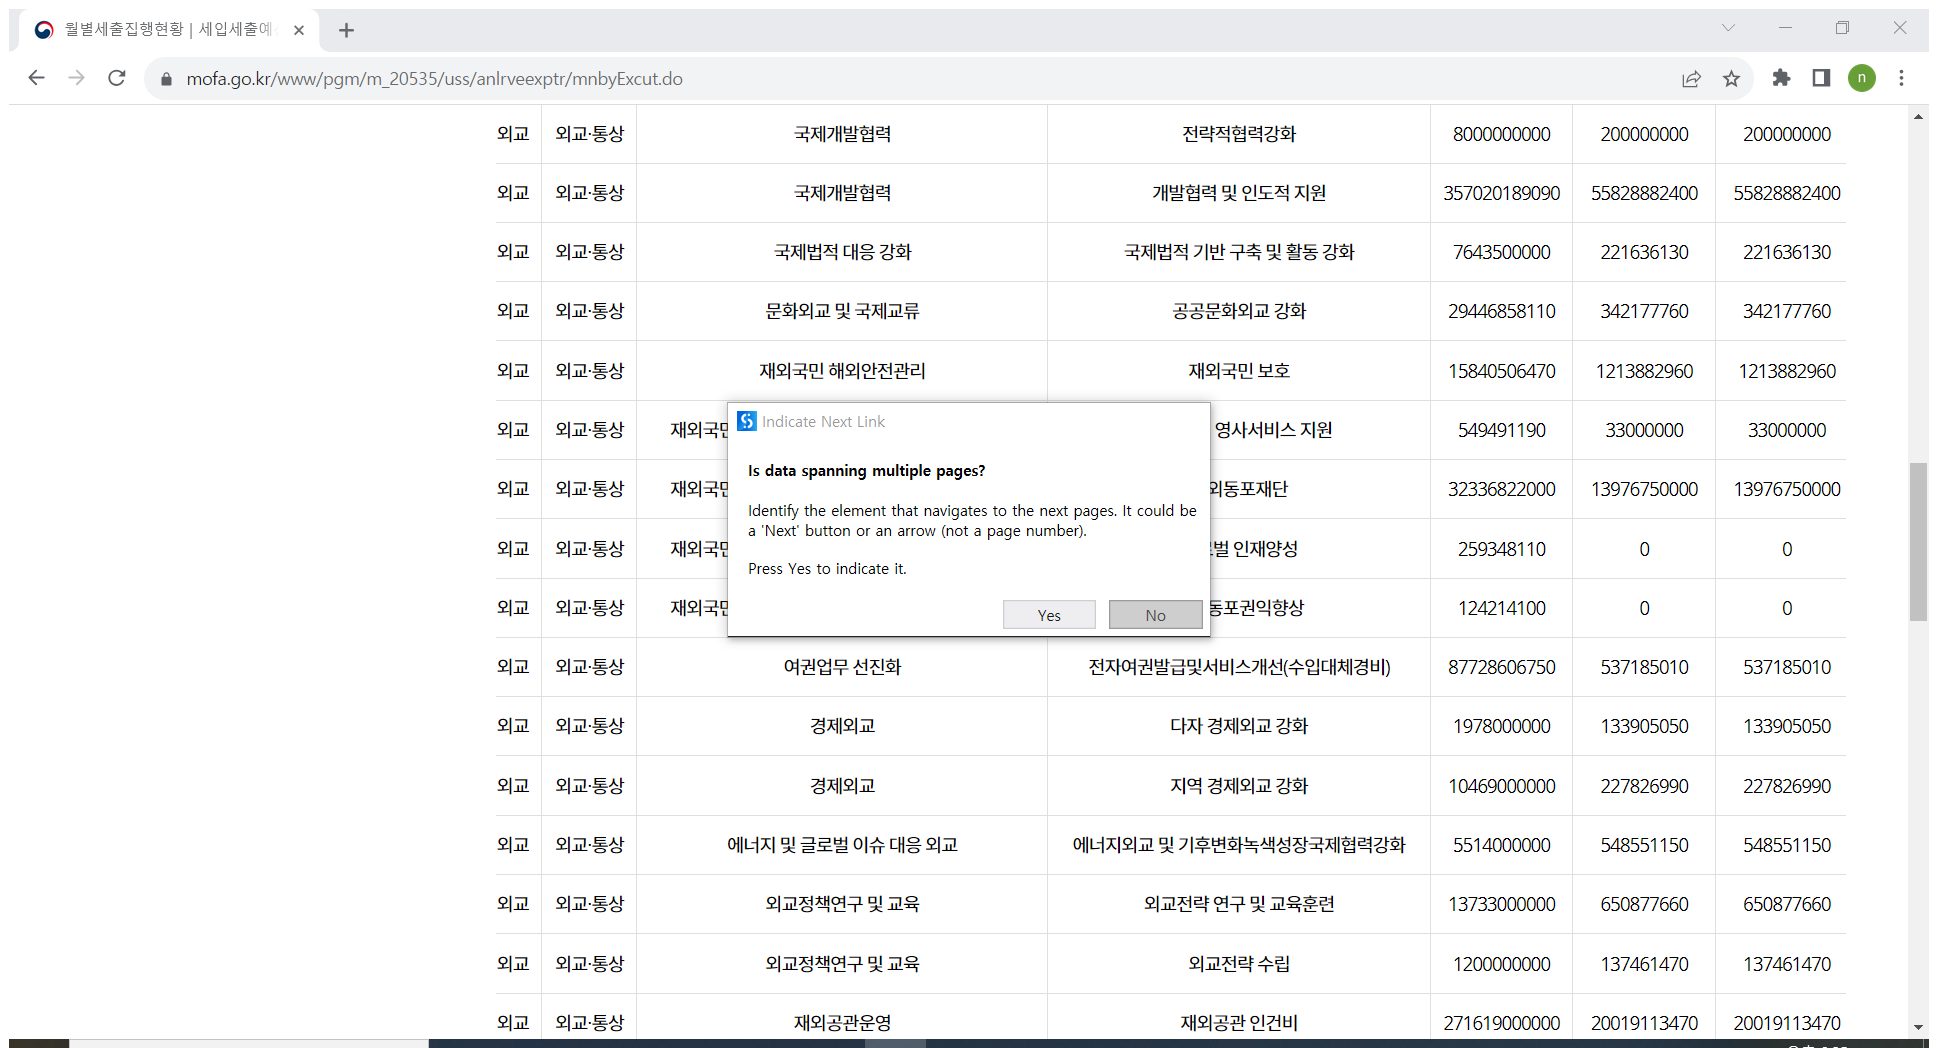 월별세출집행현황 | 세입세출예
mofa.go.kr/www/pgm/m_20535/uss/anlrveexptr/mnbyExcut.do
n
외교 외교·통상 국제개발협력 전략적협력강화 8000000000 200000000 200000000
외교 외교·통상 국제개발협력 개발협력 및 인도적 지원 357020189090 55828882400 55828882400
외교 외교·통상 국제법적 대응 강화 국제법적 기반 구축 및 활동 강화 7643500000 221636130 221636130
외교 외교·통상 문화외교 및 국제교류 공공문화외교 강화 29446858110 342177760 342177760
외교 외교·통상 재외국민 해외안전관리 재외국민 보호 15840506470 1213882960 1213882960
외교 외교·통상 재외국민 영사서비스 지원 549491190 33000000 33000000
외교 외교·통상 재외국민 외동포재단 32336822000 13976750000 13976750000
외교 외교·통상 재외국민 벌 인재양성 259348110 0 0
외교 외교·통상 재외국민 동포권익향상 124214100 0 0
Indicate Next Link
Is data spanning multiple pages?
Identify the element that navigates to the next pages. It could be
a 'Next' button or an arrow (not a page number).
Press Yes to indicate it.
Yes No
외교 외교·통상 여권업무 선진화 전자여권발급및서비스개선(수입대체경비) 87728606750 537185010 537185010
외교 외교·통상 경제외교 다자 경제외교 강화 1978000000 133905050 133905050
외교 외교·통상 경제외교 지역 경제외교 강화 10469000000 227826990 227826990
외교 외교·통상 에너지 및 글로벌 이슈 대응 외교 에너지외교 및 기후변화녹색성장국제협력강화 5514000000 548551150 548551150
외교 외교·통상 외교정책연구 및 교육 외교전략 연구 및 교육훈련 13733000000 650877660 650877660
외교 외교·통상 외교정책연구 및 교육 외교전략 수립 1200000000 137461470 137461470
외교 외교·통상 재외공관운영 재외공관 인건비 271619000000 20019113470 20019113470